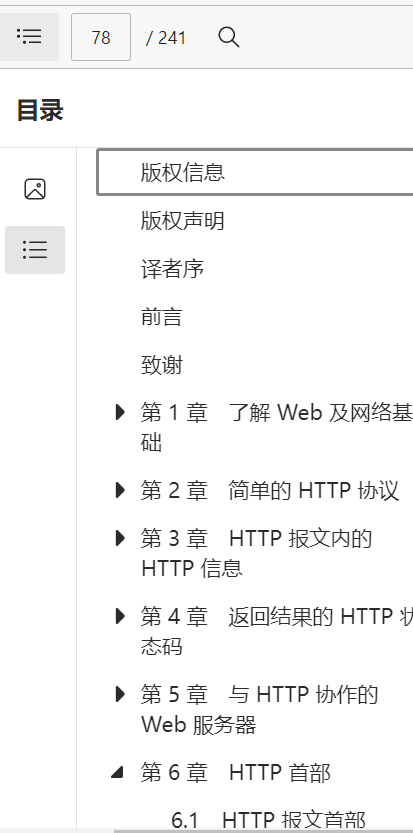 78 / 241
目录
版权信息
版权声明
译者序
前言
致谢
第 1 章 了解 Web 及网络基
础
第 2 章 简单的 HTTP 协议
第 3 章 HTTP 报文内的
HTTP 信息
第 4 章 返回结果的 HTTP 状
态码
第 5 章 与 HTTP 协作的
Web 服务器
第 6 章 HTTP 首部
6.1 HTTP 报文首部